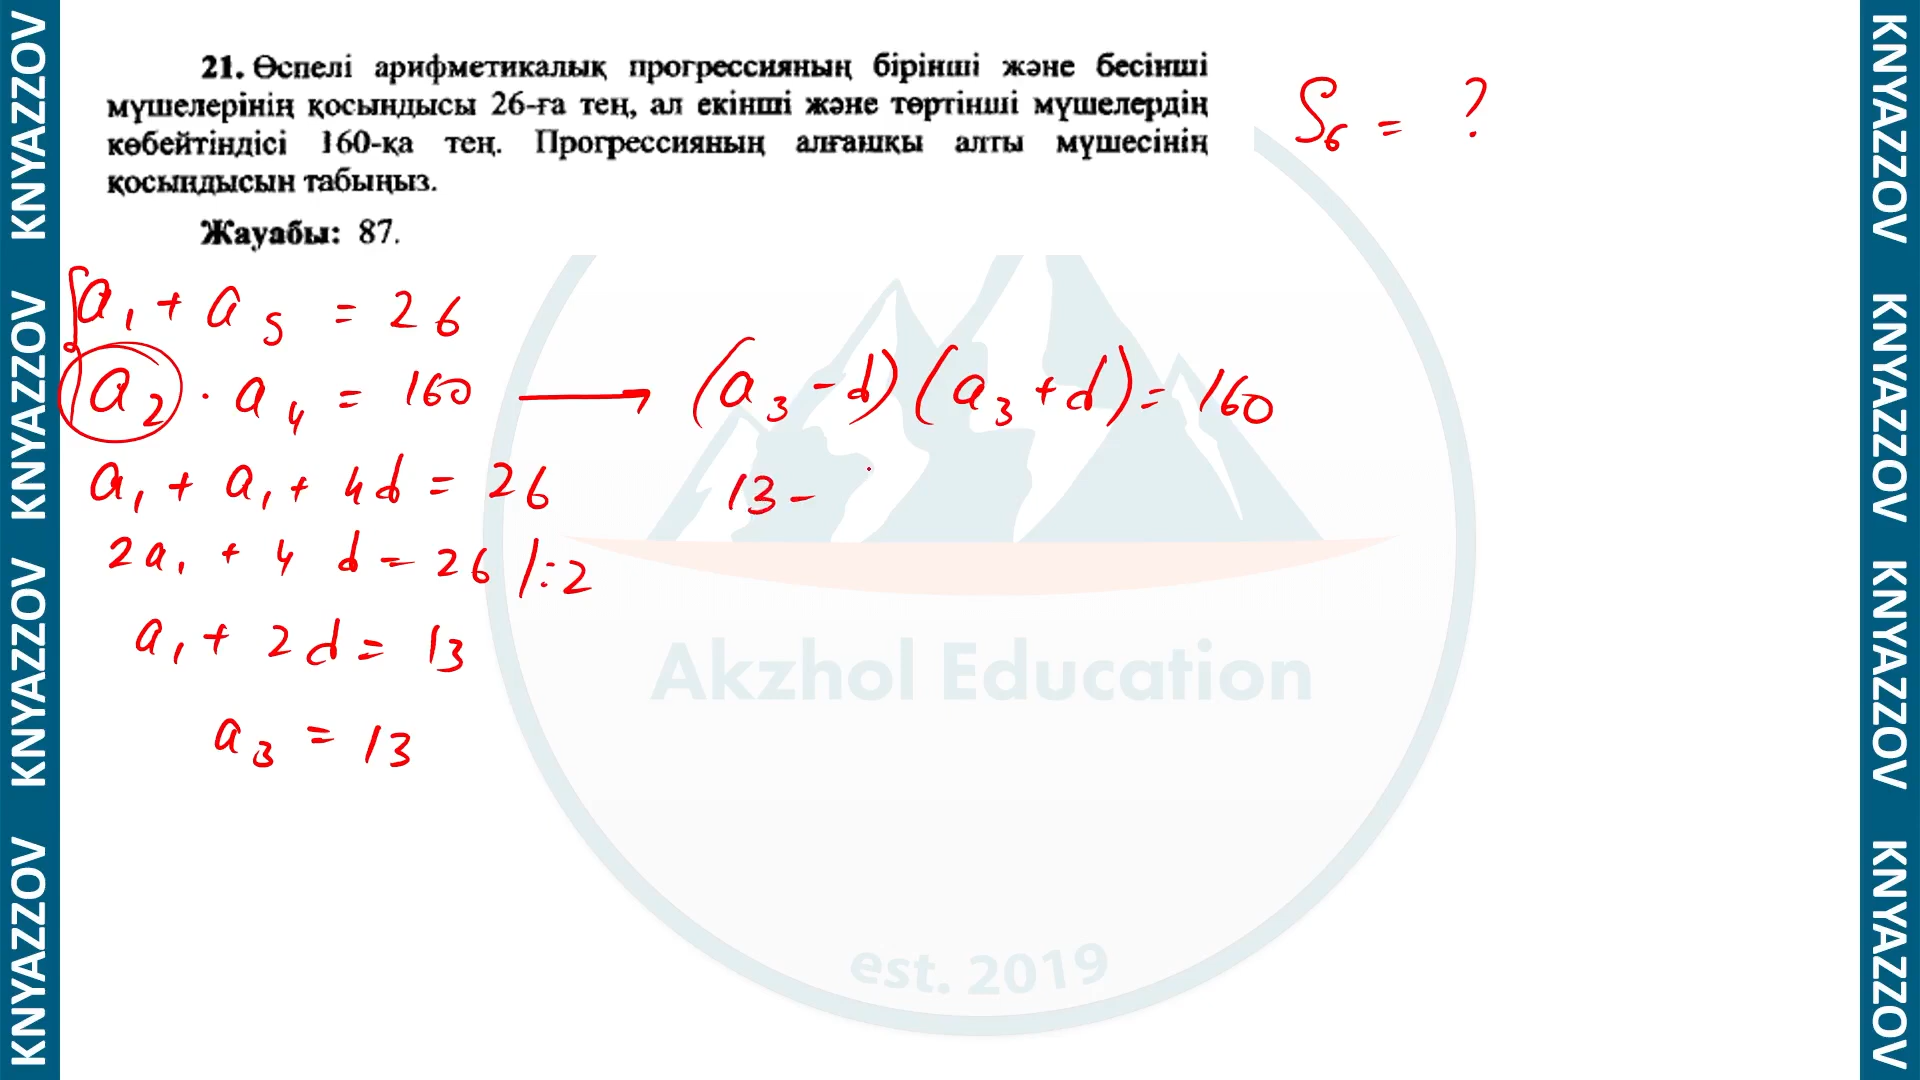 21. Өспелі арифметикалық прогрессияның бірінші және бесінші
мүшелерінің қосындысы 26-ға тең, ал екінші және төртінші мүшелердің
көбейтіндісі 160-қа тең. Прогрессияның алғашқы алты мүшесінің
қосындысын табыңыз.
Жауабы: 87.
S₆ = ?
a₁ + a₅ = 26
a₂ · a₄ = 160 → (a₃ - d)(a₃ + d) = 160
a₁ + a₁ + 4d = 26
13 -
2a₁ + 4d = 26 |:2
a₁ + 2d = 13
a₃ = 13
Akzhol Education
est. 2019
KNYAZZOV
KNYAZZOV
KNYAZZOV
KNYAZZOV
KNYAZZOV
KNYAZZOV
KNYAZZOV
KNYAZZOV